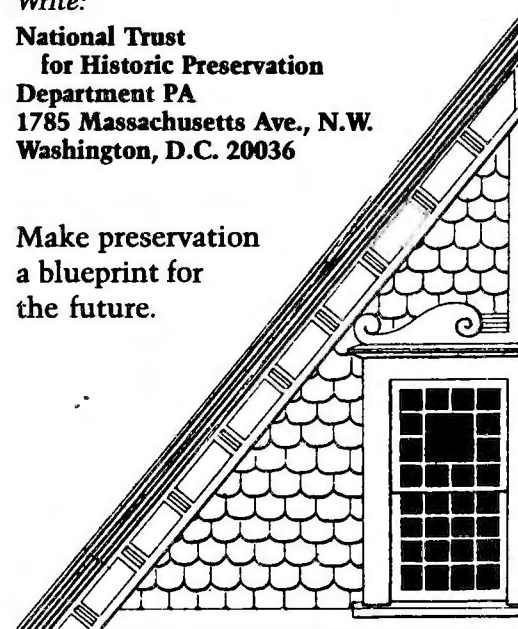 Write:
National Trust
for Historic Preservation
Department PA
1785 Massachusetts Ave., N.W.
Washington, D.C. 20036
Make preservation
a blueprint for
the future.